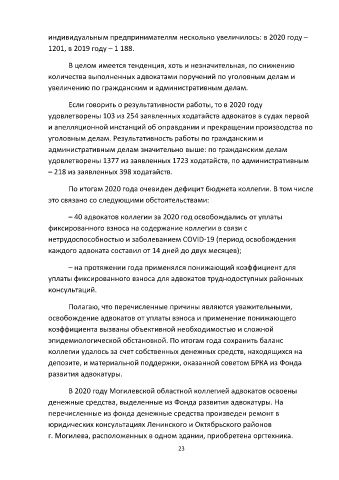 индивидуальным предпринимателям несколько увеличилось: в 2020 году –
1201, в 2019 году – 1 188.
В целом имеется тенденция, хоть и незначительная, по снижению
количества выполненных адвокатами поручений по уголовным делам и
увеличению по гражданским и административным делам.
Если говорить о результативности работы, то в 2020 году
удовлетворены 103 из 254 заявленных ходатайств адвокатов в судах первой
и апелляционной инстанций об оправдании и прекращении производства по
уголовным делам. Результативность работы по гражданским и
административным делам значительно выше: по гражданским делам
удовлетворены 1377 из заявленных 1723 ходатайств, по административным
– 218 из заявленных 398 ходатайств.
По итогам 2020 года очевиден дефицит бюджета коллегии. В том числе
это связано со следующими обстоятельствами:
– 40 адвокатов коллегии за 2020 год освобождались от уплаты
фиксированного взноса на содержание коллегии в связи с
нетрудоспособностью и заболеванием COVID-19 (период освобождения
каждого адвоката составил от 14 дней до двух месяцев);
– на протяжении года применялся понижающий коэффициент для
уплаты фиксированного взноса для адвокатов труднодоступных районных
консультаций.
Полагаю, что перечисленные причины являются уважительными,
освобождение адвокатов от уплаты взноса и применение понижающего
коэффициента вызваны объективной необходимостью и сложной
эпидемиологической обстановкой. По итогам года сохранить баланс
коллегии удалось за счет собственных денежных средств, находящихся на
депозите, и материальной поддержки, оказанной советом БРКА из Фонда
развития адвокатуры.
В 2020 году Могилевской областной коллегией адвокатов освоены
денежные средства, выделенные из Фонда развития адвокатуры. На
перечисленные из фонда денежные средства произведен ремонт в
юридических консультациях Ленинского и Октябрьского районов
г. Могилева, расположенных в одном здании, приобретена оргтехника.
23